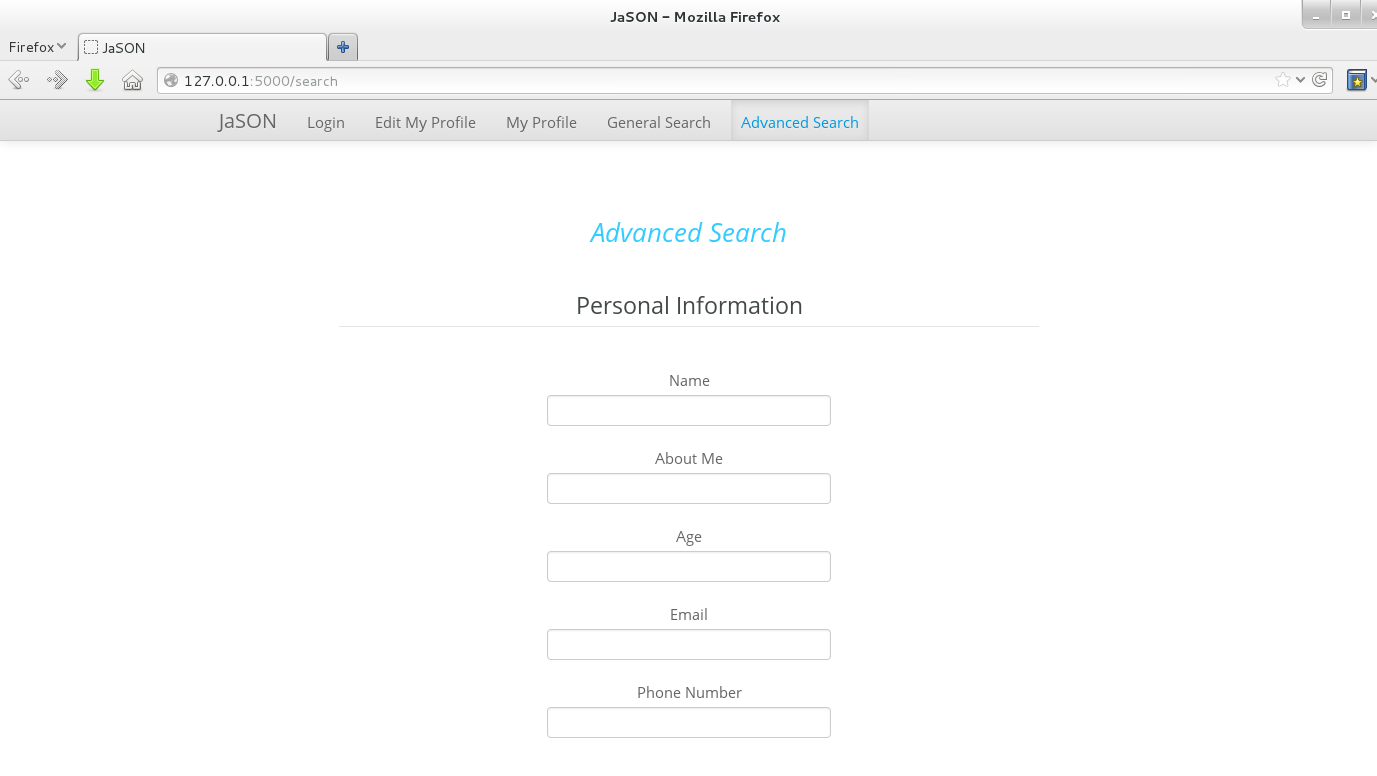 JaSON - Mozilla Firefox
Firefox
JaSON
127.0.0.1:5000/search
JaSON Login Edit My Profile My Profile General Search Advanced Search
Advanced Search
Personal Information
Name
About Me
Age
Email
Phone Number